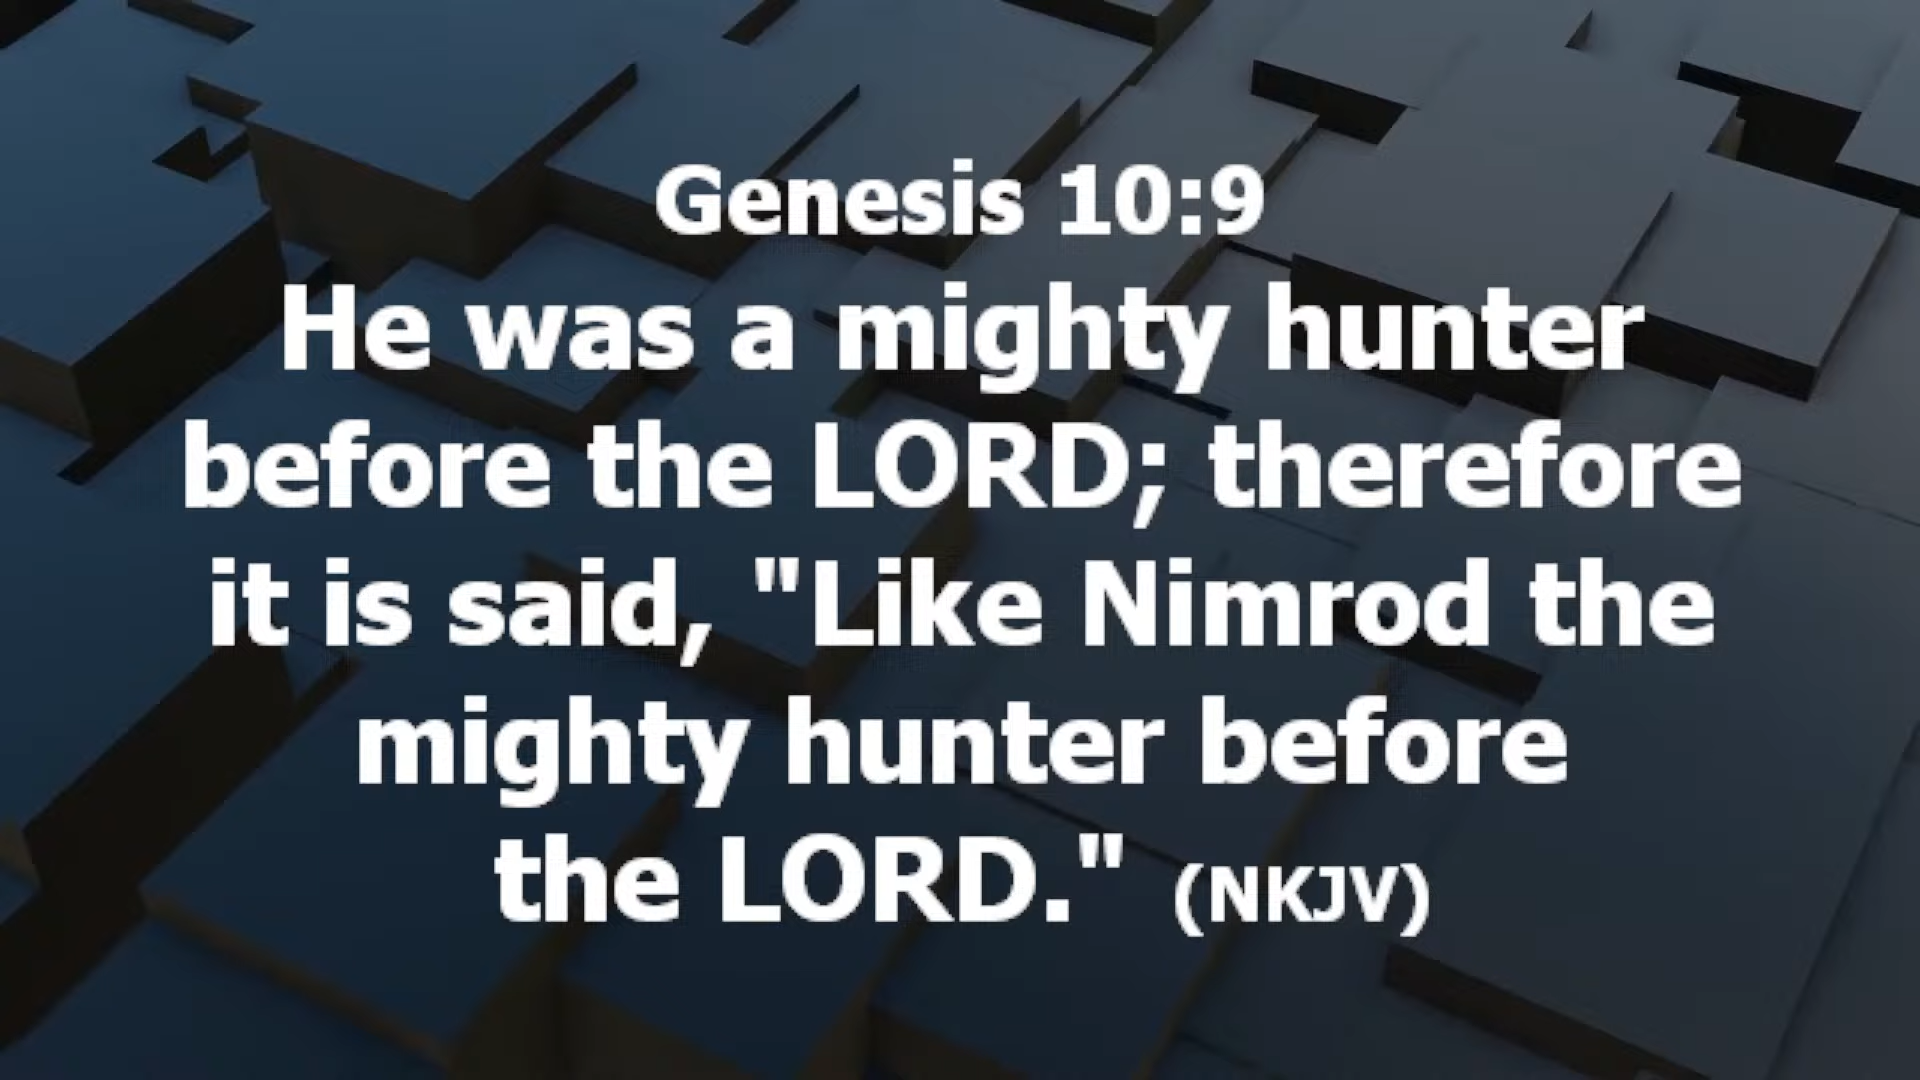 Genesis 10:9
He was a mighty hunter
before the LORD; therefore
it is said, "Like Nimrod the
mighty hunter before
the LORD." (NKJV)